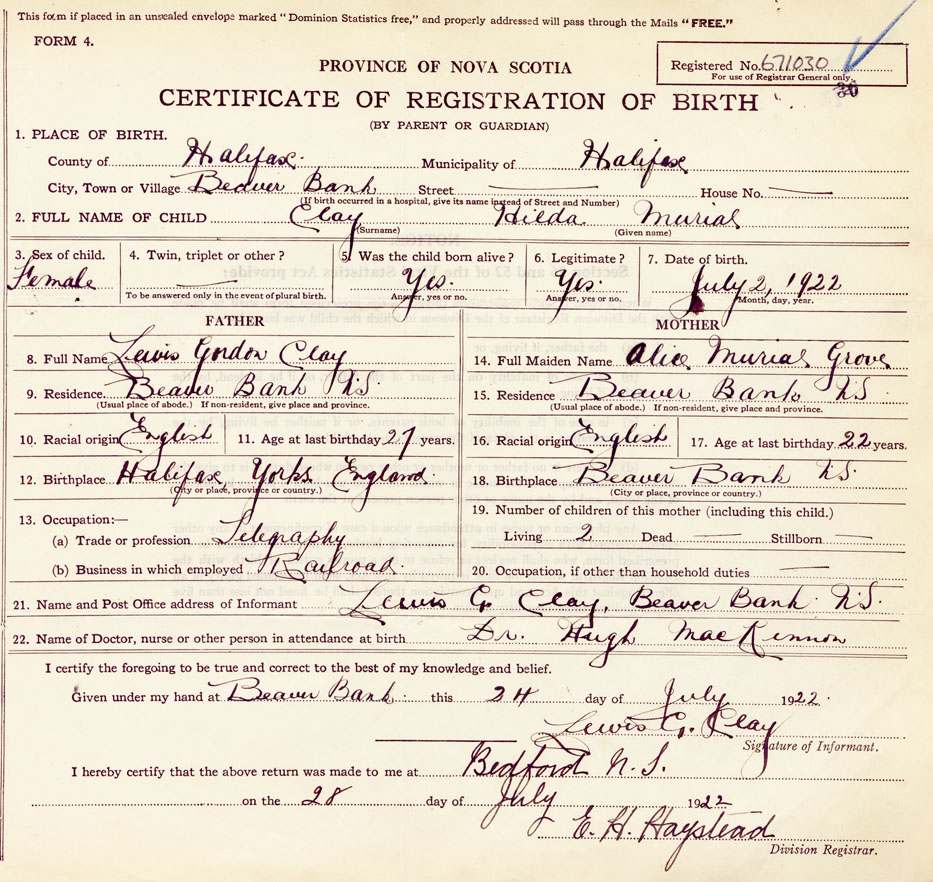 This form if placed in an unsealed envelope marked "Dominion Statistics free," and properly addressed will pass through the Mails "FREE."
FORM 4.
Registered No. 671030
For use of Registrar General only.
30
PROVINCE OF NOVA SCOTIA
CERTIFICATE OF REGISTRATION OF BIRTH
(BY PARENT OR GUARDIAN)
1. PLACE OF BIRTH.
County of Halifax. Municipality of Halifax
City, Town or Village Beaver Bank Street — House No. —
(If birth occurred in a hospital, give its name instead of Street and Number)
2. FULL NAME OF CHILD Clay Hilda Murial
(Surname) (Given name)
3. Sex of child. 4. Twin, triplet or other? 5. Was the child born alive? 6. Legitimate? 7. Date of birth.
Female — Yes. Yes. July 2, 1922
To be answered only in the event of plural birth. Answer, yes or no. Answer, yes or no. Month, day, year.
FATHER MOTHER
8. Full Name Lewis Gordon Clay
9. Residence. Beaver Bank NS
(Usual place of abode.) If non-resident, give place and province.
10. Racial origin English 11. Age at last birthday 27 years.
12. Birthplace Halifax Yorks England
(City or place, province or country.)
13. Occupation:—
(a) Trade or profession Telegraphy
(b) Business in which employed Railroad.
14. Full Maiden Name Alice Murial Grove
15. Residence Beaver Bank NS
(Usual place of abode.) If non-resident, give place and province.
16. Racial origin English 17. Age at last birthday 22 years.
18. Birthplace Beaver Bank NS
(City or place, province or country.)
19. Number of children of this mother (including this child.)
Living 2 Dead — Stillborn —
20. Occupation, if other than household duties —
21. Name and Post Office address of Informant Lewis G. Clay, Beaver Bank NS.
22. Name of Doctor, nurse or other person in attendance at birth Dr. Hugh MacKinnon
I certify the foregoing to be true and correct to the best of my knowledge and belief.
Given under my hand at Beaver Bank. this 24 day of July 1922.
Lewis G. Clay
Signature of Informant.
I hereby certify that the above return was made to me at Bedford N.S.
on the 28 day of July 1922
E. H. Haystead
Division Registrar.